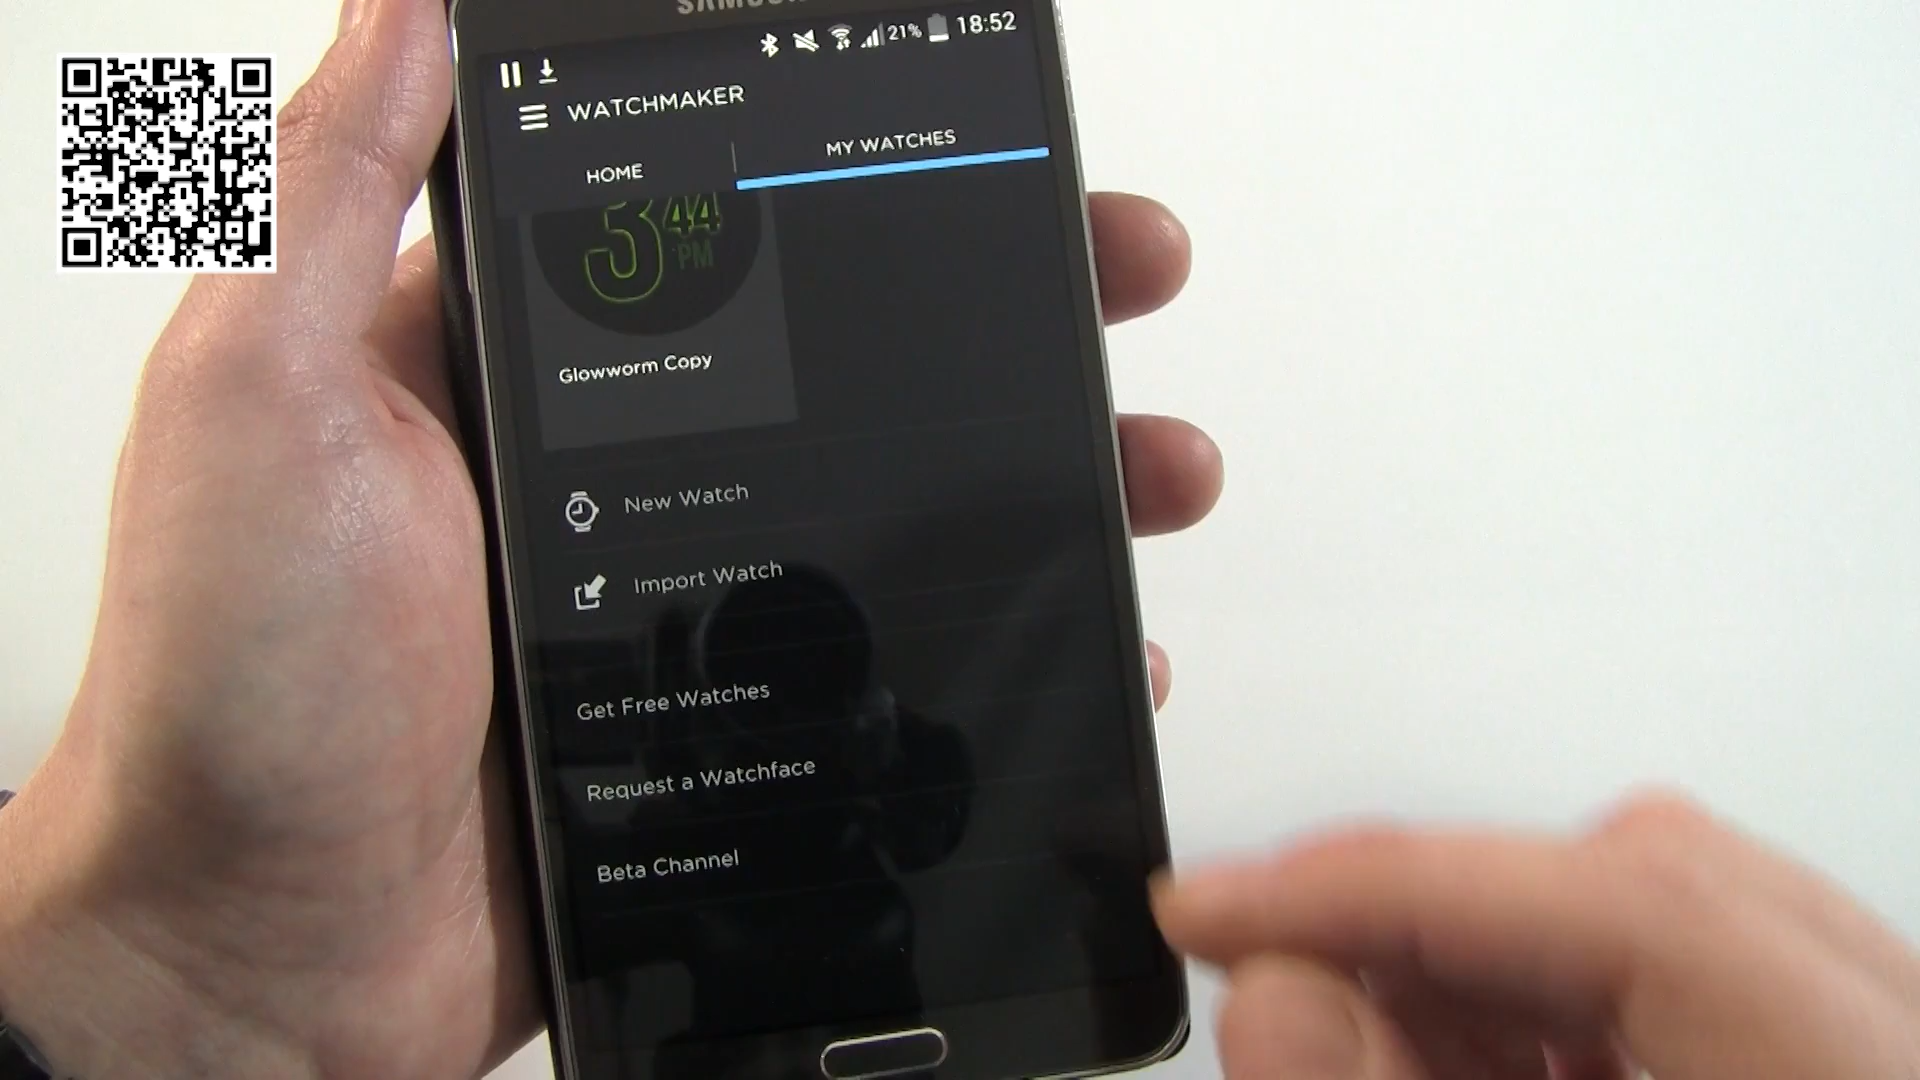 SAMSUNG
21% 18:52
WATCHMAKER
HOME
MY WATCHES
3 44
PM
Glowworm Copy
New Watch
Import Watch
Get Free Watches
Request a Watchface
Beta Channel